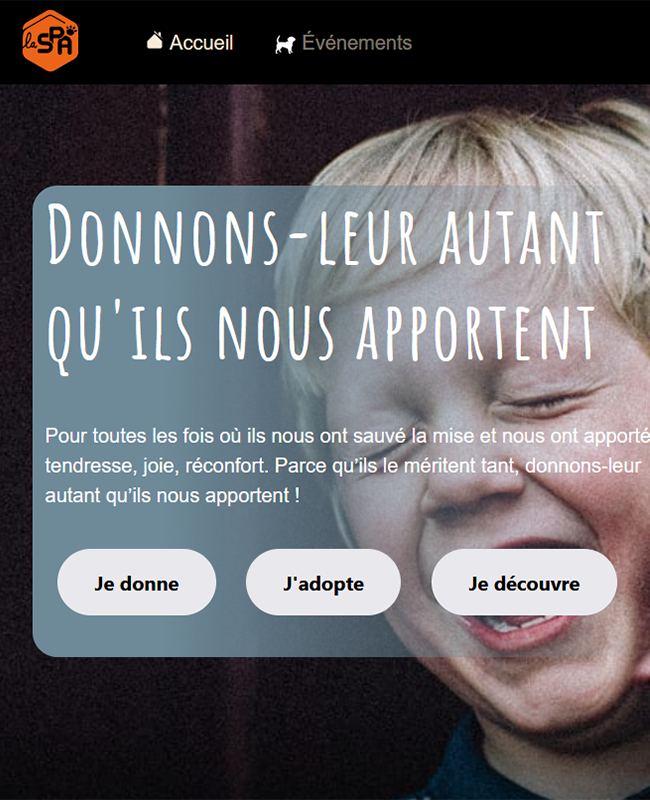 la SPA
Accueil
Événements
Donnons-leur autant
qu'ils nous apportent
Pour toutes les fois où ils nous ont sauvé la mise et nous ont apporté
tendresse, joie, réconfort. Parce qu’ils le méritent tant, donnons-leur
autant qu’ils nous apportent !
Je donne
J'adopte
Je découvre